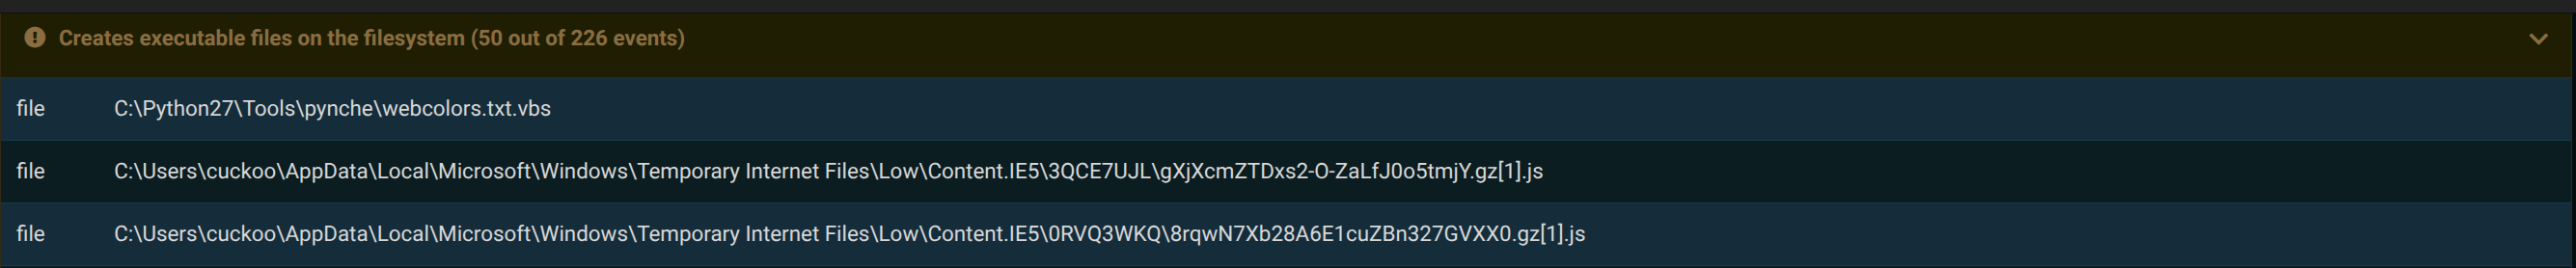 Creates executable files on the filesystem (50 out of 226 events)
file C:\Python27\Tools\pynche\webcolors.txt.vbs
file C:\Users\cuckoo\AppData\Local\Microsoft\Windows\Temporary Internet Files\Low\Content.IE5\3QCE7UJL\gXjXcmZTDxs2-O-ZaLfJ0o5tmjY.gz[1].js
file C:\Users\cuckoo\AppData\Local\Microsoft\Windows\Temporary Internet Files\Low\Content.IE5\0RVQ3WKQ\8rqwN7Xb28A6E1cuZBn327GVXX0.gz[1].js